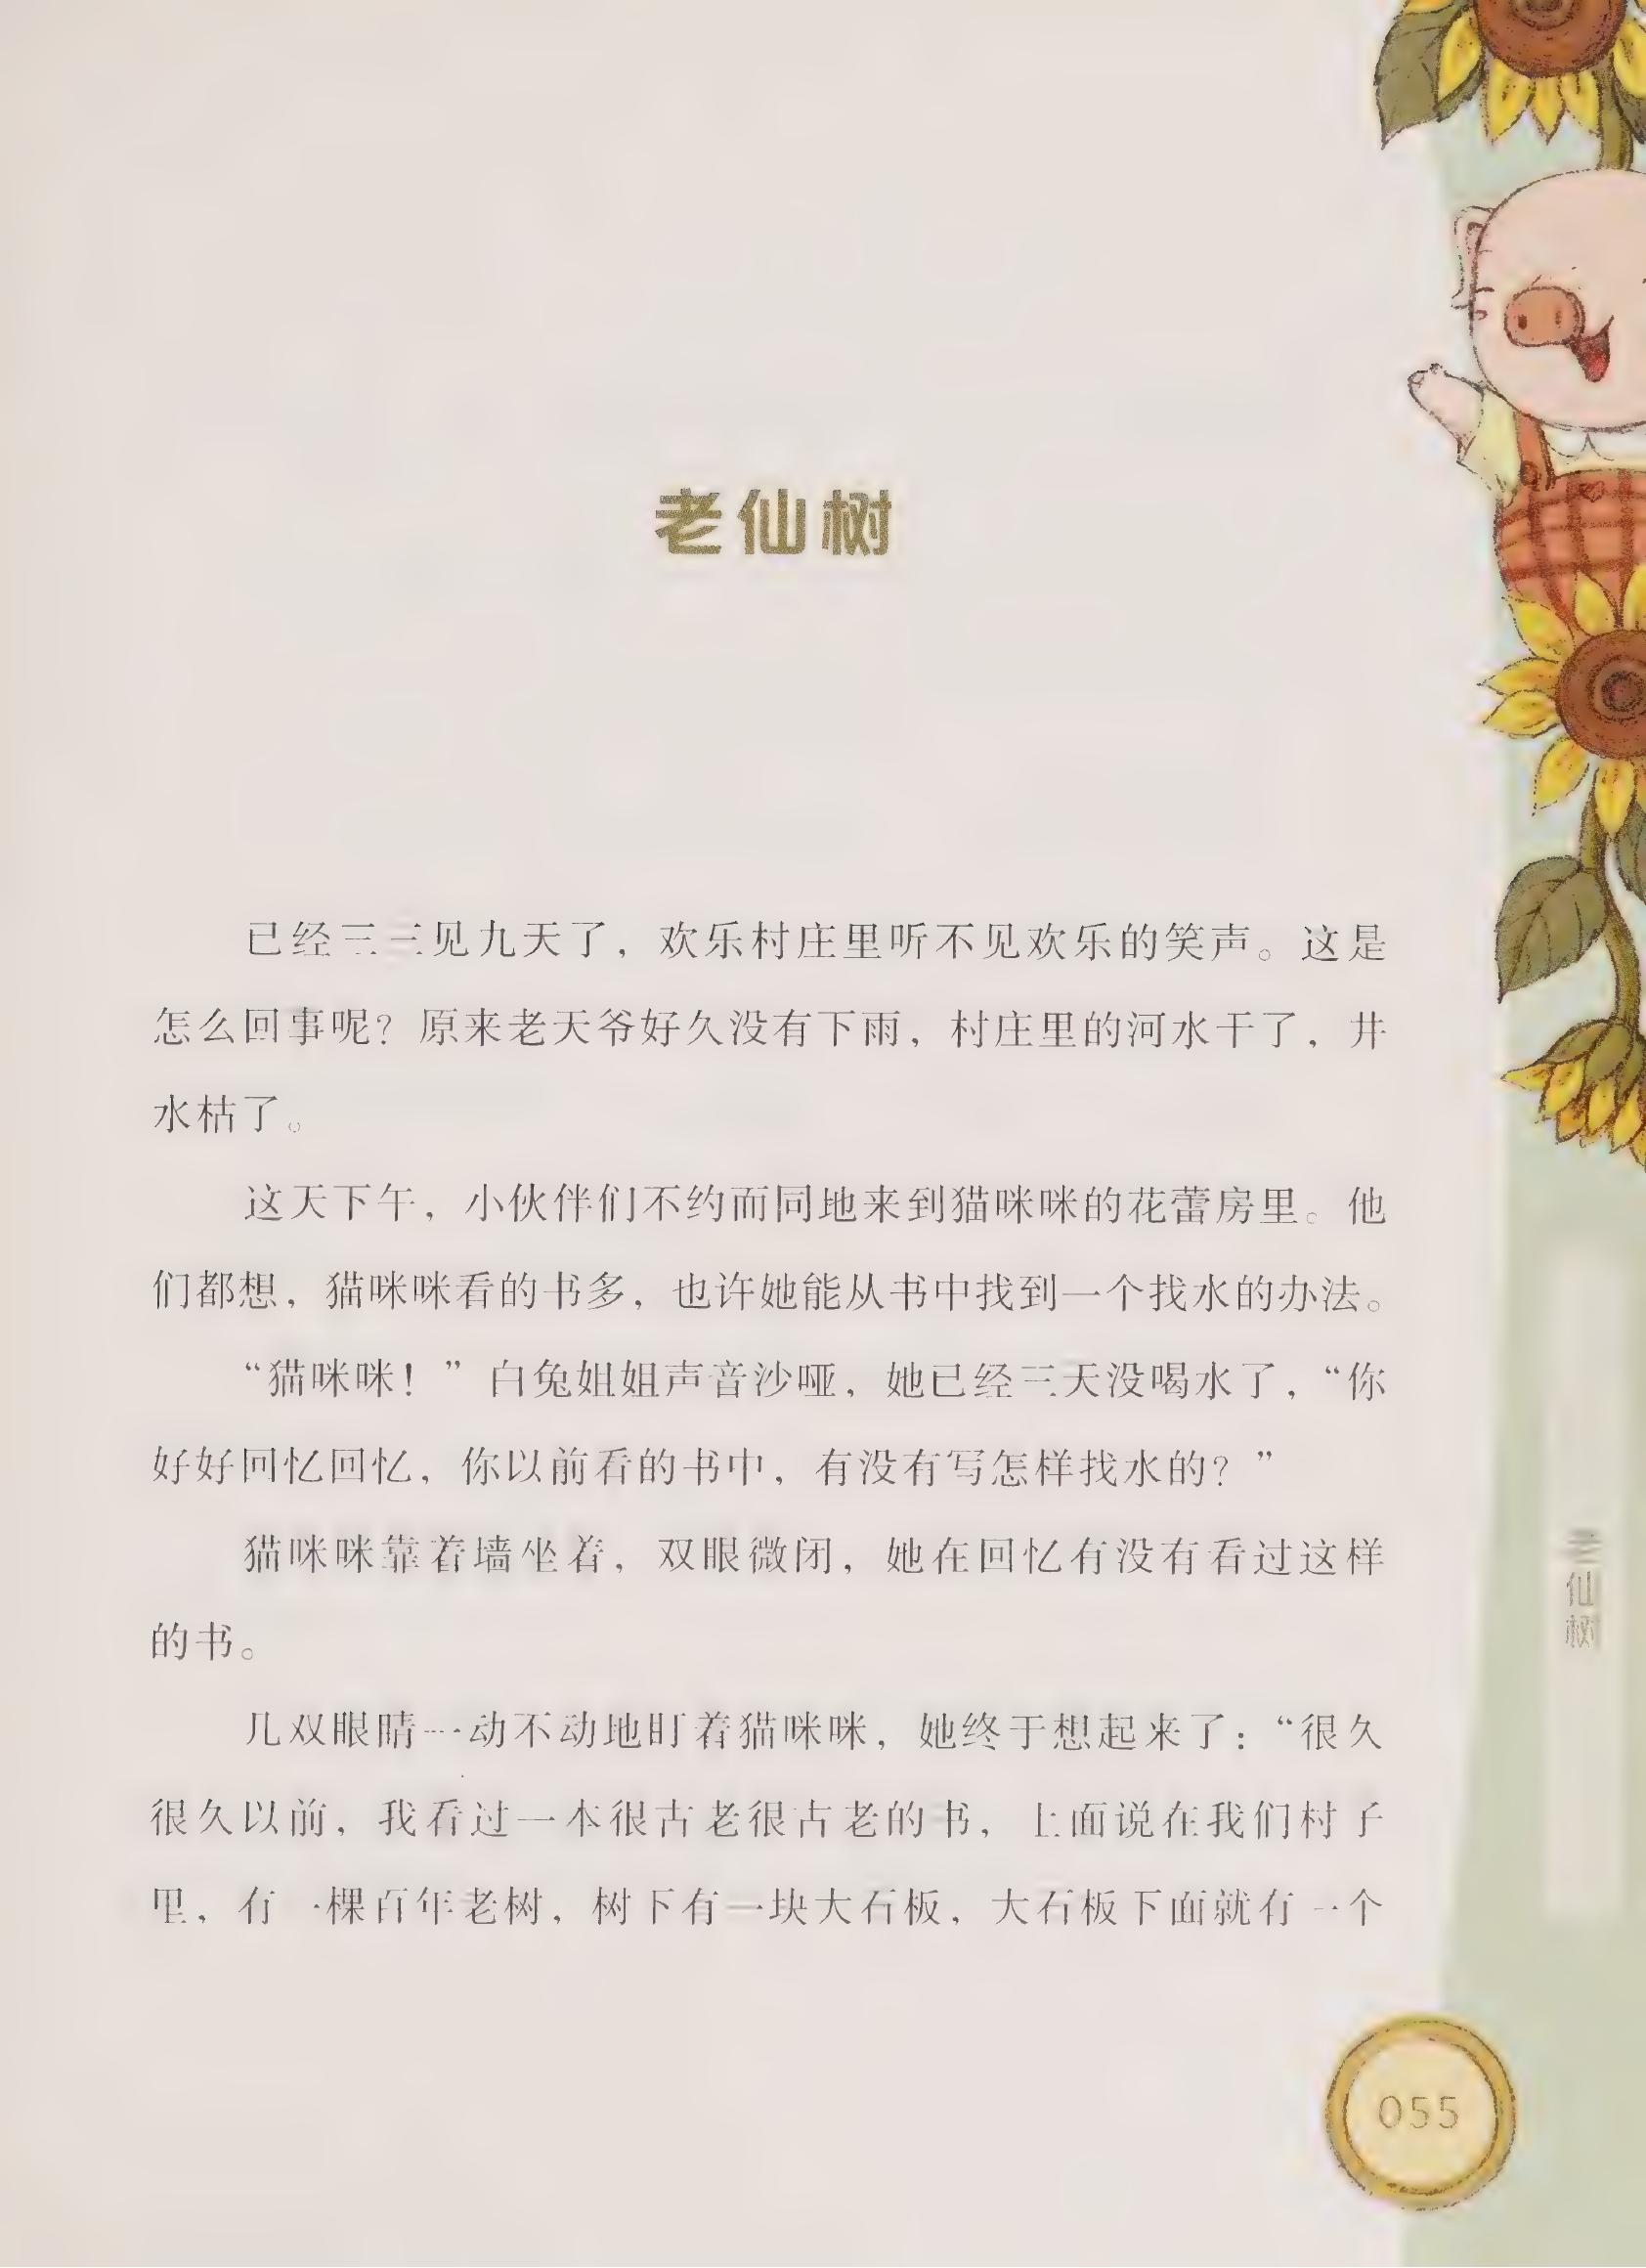 老仙树
已经三三见九天了，欢乐村庄里听不见欢乐的笑声。这是
怎么回事呢？原来老天爷好久没有下雨，村庄里的河水干了，井
水枯了。
这天下午，小伙伴们不约而同地来到猫咪咪的花蕾房里。他
们都想，猫咪咪看的书多，也许她能从书中找到一个找水的办法。
“猫咪咪！”白兔姐姐声音沙哑，她已经三天没喝水了，“你
好好回忆回忆，你以前看的书中，有没有写怎样找水的？”
猫咪咪靠着墙坐着，双眼微闭，她在回忆有没有看过这样
的书。
几双眼睛一动不动地盯着猫咪咪，她终于想起来了：“很久
很久以前，我看过一本很古老很古老的书，上面说在我们村子
里，有一棵百年老树，树下有一块大石板，大石板下面就有一个
老仙树
055